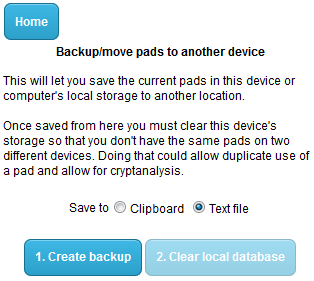 Home
Backup/move pads to another device
This will let you save the current pads in this device or
computer's local storage to another location.
Once saved from here you must clear this device's
storage so that you don't have the same pads on two
different devices. Doing that could allow duplicate use of
a pad and allow for cryptanalysis.
Save to Clipboard Text file
1. Create backup 2. Clear local database